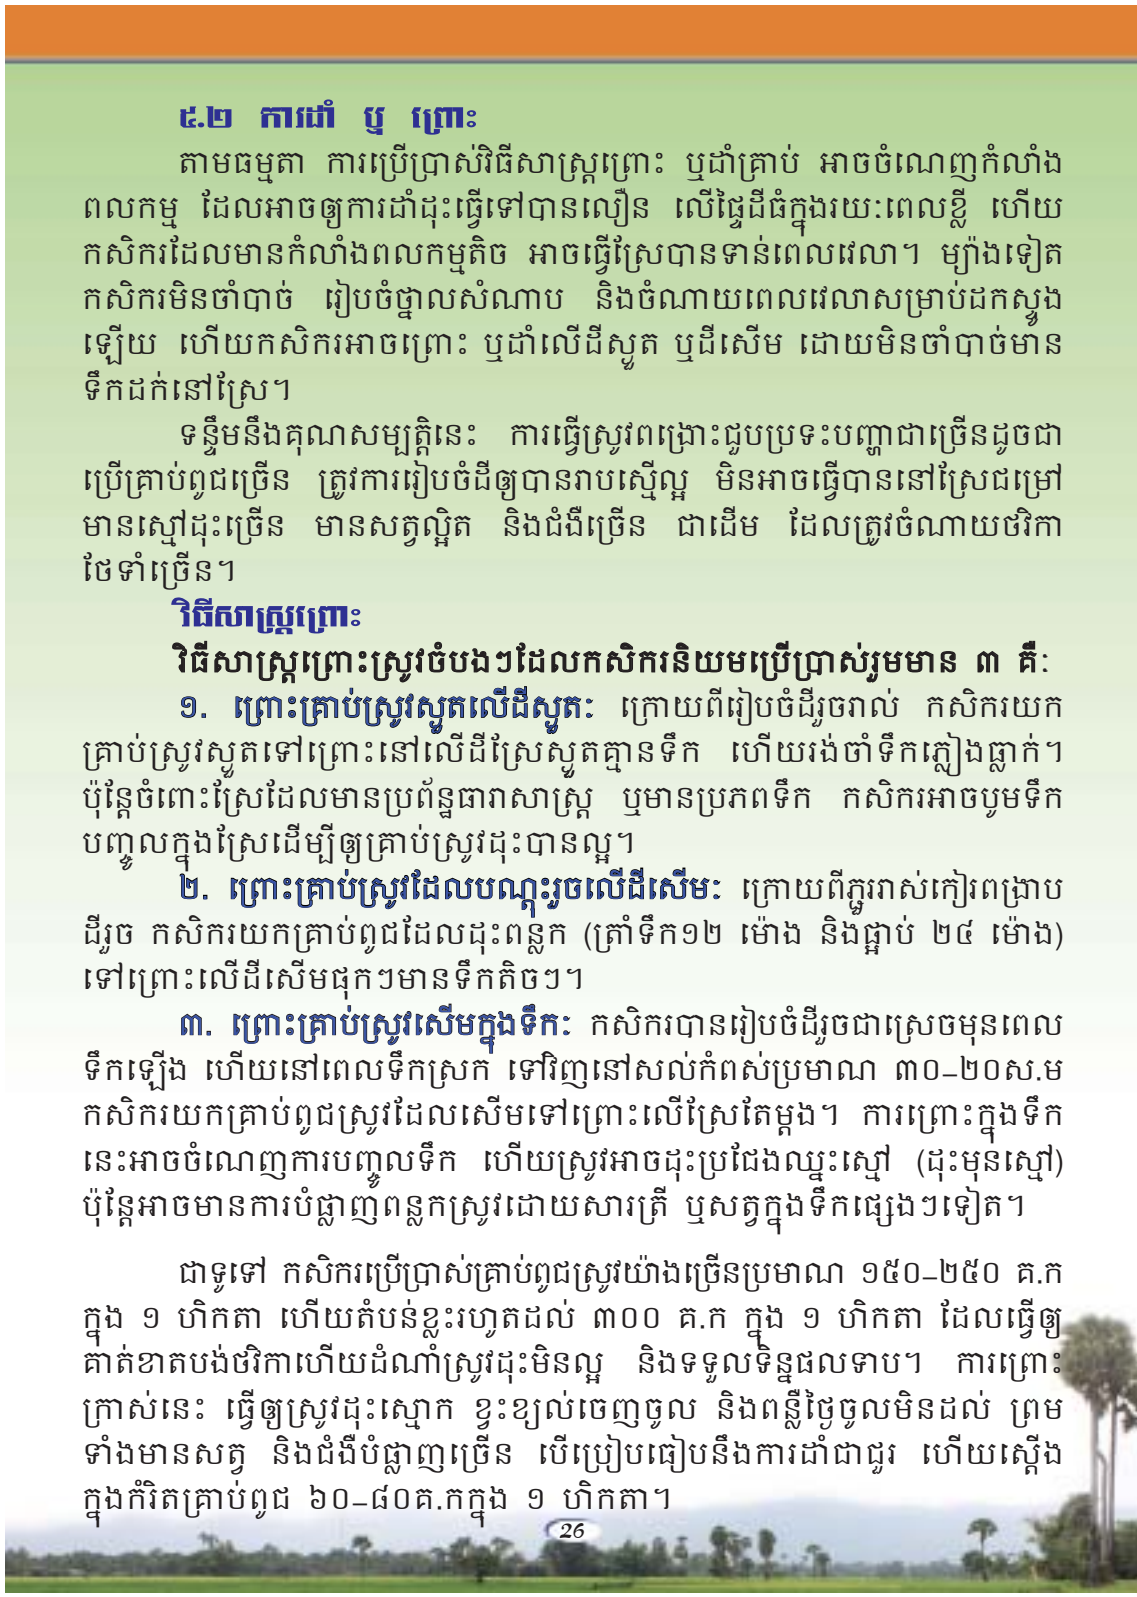 ៥.២ ការដាំ ឬ ព្រោះ
តាមធម្មតា ការប្រើប្រាស់វិធីសាស្ត្រព្រោះ ឬដាំគ្រាប់ អាចចំណេញកំលាំង
ពលកម្ម ដែលអាចឲ្យការដាំដុះធ្វើទៅបានលឿន លើផ្ទៃដីធំក្នុងរយៈពេលខ្លី ហើយ
កសិករដែលមានកំលាំងពលកម្មតិច អាចធ្វើស្រែបានទាន់ពេលវេលា។ ម្យ៉ាងទៀត
កសិករមិនចាំបាច់ រៀបចំថ្នាលសំណាប និងចំណាយពេលវេលាសម្រាប់ដកស្ទូង
ឡើយ ហើយកសិករអាចព្រោះ ឬដាំលើដីស្ងួត ឬដីសើម ដោយមិនចាំបាច់មាន
ទឹកដក់នៅស្រែ។
ទន្ទឹមនឹងគុណសម្បត្តិនេះ ការធ្វើស្រូវពង្រោះជួបប្រទះបញ្ហាជាច្រើនដូចជា
ប្រើគ្រាប់ពូជច្រើន ត្រូវការរៀបចំដីឲ្យបានរាបស្មើល្អ មិនអាចធ្វើបាននៅស្រែជម្រៅ
មានស្មៅដុះច្រើន មានសត្វល្អិត និងជំងឺច្រើន ជាដើម ដែលត្រូវចំណាយថវិកា
ថែទាំច្រើន។
វិធីសាស្ត្រព្រោះ
វិធីសាស្ត្រព្រោះស្រូវចំបងៗដែលកសិករនិយមប្រើប្រាស់រួមមាន ៣ គឺៈ
១. ព្រោះគ្រាប់ស្រូវស្ងួតលើដីស្ងួតៈ ក្រោយពីរៀបចំដីរួចរាល់ កសិករយក
គ្រាប់ស្រូវស្ងួតទៅព្រោះនៅលើដីស្រែស្ងួតគ្មានទឹក ហើយរង់ចាំទឹកភ្លៀងធ្លាក់។
ប៉ុន្តែចំពោះស្រែដែលមានប្រព័ន្ឋធារាសាស្ត្រ ឬមានប្រភពទឹក កសិករអាចបូមទឹក
បញ្ចូលក្នុងស្រែដើម្បីឲ្យគ្រាប់ស្រូវដុះបានល្អ។
២. ព្រោះគ្រាប់ស្រូវដែលបណ្តុះរួចលើដីសើមៈ ក្រោយពីភ្ជួររាស់កៀរពង្រាប
ដីរួច កសិករយកគ្រាប់ពូជដែលដុះពន្លក (ត្រាំទឹក១២ ម៉ោង និងផ្អាប់ ២៤ ម៉ោង)
ទៅព្រោះលើដីសើមផុកៗមានទឹកតិចៗ។
៣. ព្រោះគ្រាប់ស្រូវសើមក្នុងទឹកៈ កសិករបានរៀបចំដីរួចជាស្រេចមុនពេល
ទឹកឡើង ហើយនៅពេលទឹកស្រក ទៅវិញនៅសល់កំពស់ប្រមាណ ៣០-២០ស.ម
កសិករយកគ្រាប់ពូជស្រូវដែលសើមទៅព្រោះលើស្រែតែម្តង។ ការព្រោះក្នុងទឹក
នេះអាចចំណេញការបញ្ចូលទឹក ហើយស្រូវអាចដុះប្រជែងឈ្នះស្មៅ (ដុះមុនស្មៅ)
ប៉ុន្តែអាចមានការបំផ្លាញពន្លកស្រូវដោយសារត្រី ឬសត្វក្នុងទឹកផ្សេងៗទៀត។
ជាទូទៅ កសិករប្រើប្រាស់គ្រាប់ពូជស្រូវយ៉ាងច្រើនប្រមាណ ១៥០-២៥០ គ.ក
ក្នុង ១ ហិកតា ហើយតំបន់ខ្លះរហូតដល់ ៣០០ គ.ក ក្នុង ១ ហិកតា ដែលធ្វើឲ្យ
គាត់ខាតបង់ថវិកាហើយដំណាំស្រូវដុះមិនល្អ និងទទួលទិន្នផលទាប។ ការព្រោះ
ក្រាស់នេះ ធ្វើឲ្យស្រូវដុះស្មោក ខ្វះខ្យល់ចេញចូល និងពន្លឺថ្ងៃចូលមិនដល់ ព្រម
ទាំងមានសត្វ និងជំងឺបំផ្លាញច្រើន បើប្រៀបធៀបនឹងការដាំជាជួរ ហើយស្តើង
ក្នុងកំរិតគ្រាប់ពូជ ៦០-៨០គ.កក្នុង ១ ហិកតា។
26